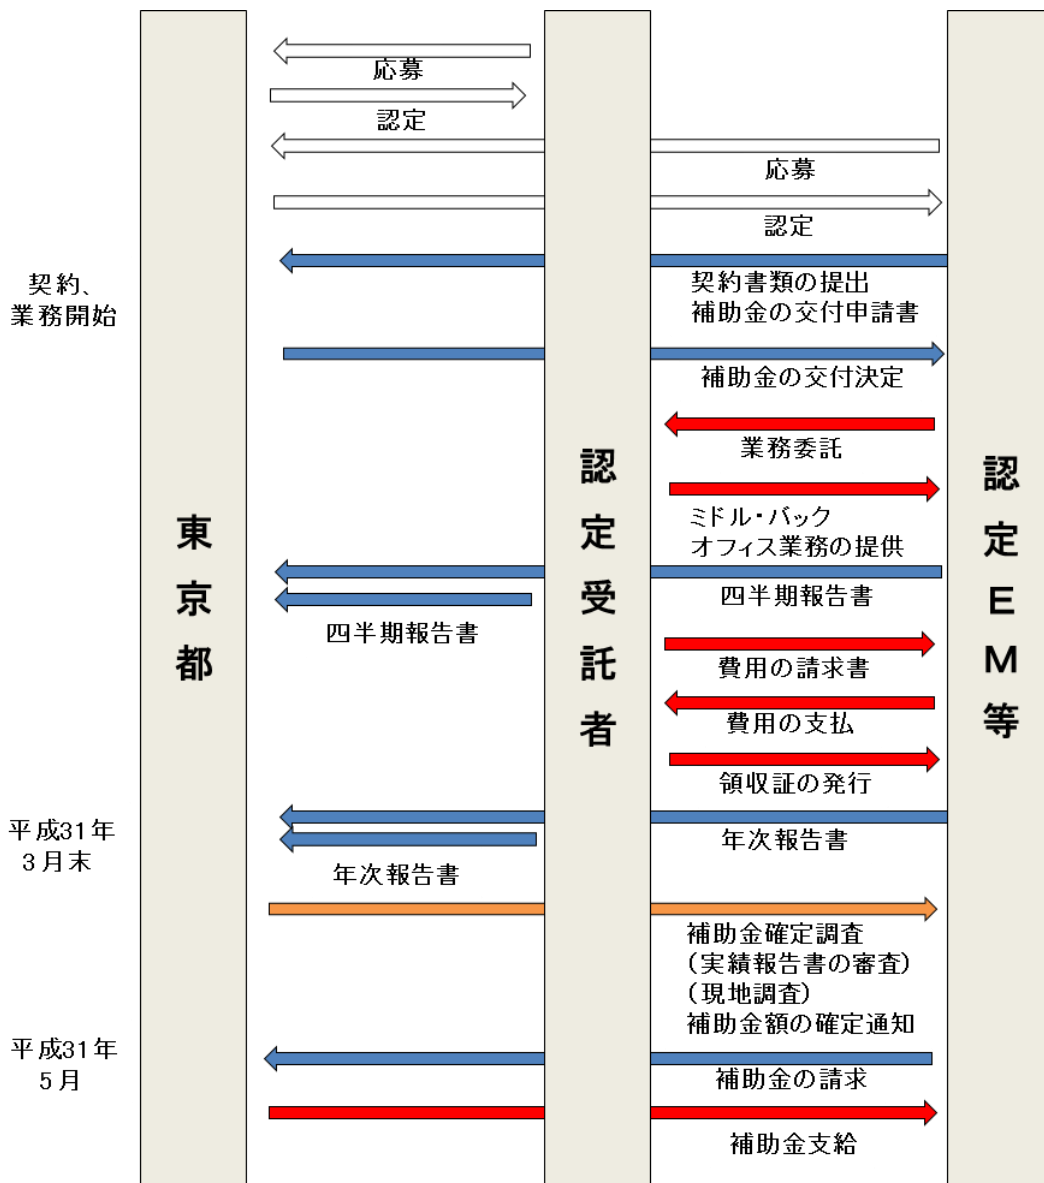 応募
認定
応募
認定
契約、
業務開始
契約書類の提出
補助金の交付申請書
補助金の交付決定
業務委託
ミドル・バック
オフィス業務の提供
東京都
認定受託者
認定EM等
四半期報告書
四半期報告書
費用の請求書
費用の支払
領収証の発行
平成31年
3月末
年次報告書
年次報告書
補助金確定調査
(実績報告書の審査)
(現地調査)
補助金額の確定通知
平成31年
5月
補助金の請求
補助金支給